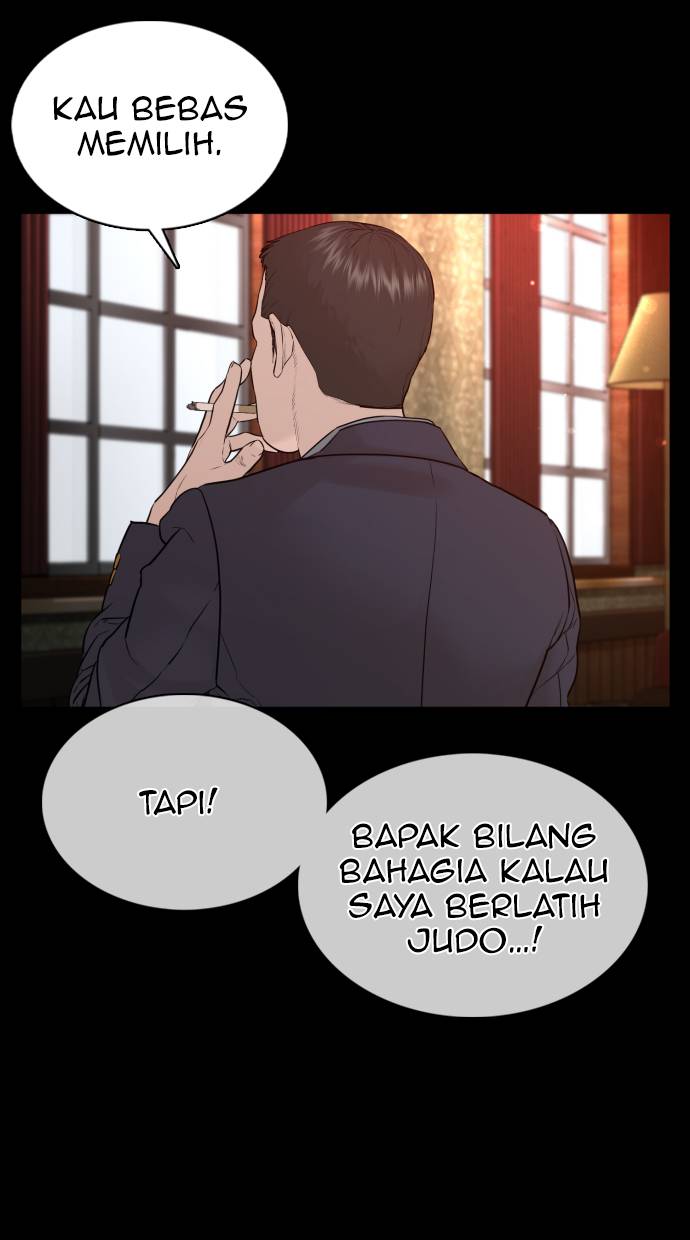 KAU BEBAS
MEMILIH.
TAPI!
BAPAK BILANG
BAHAGIA KALAU
SAYA BERLATIH
JUDO...!